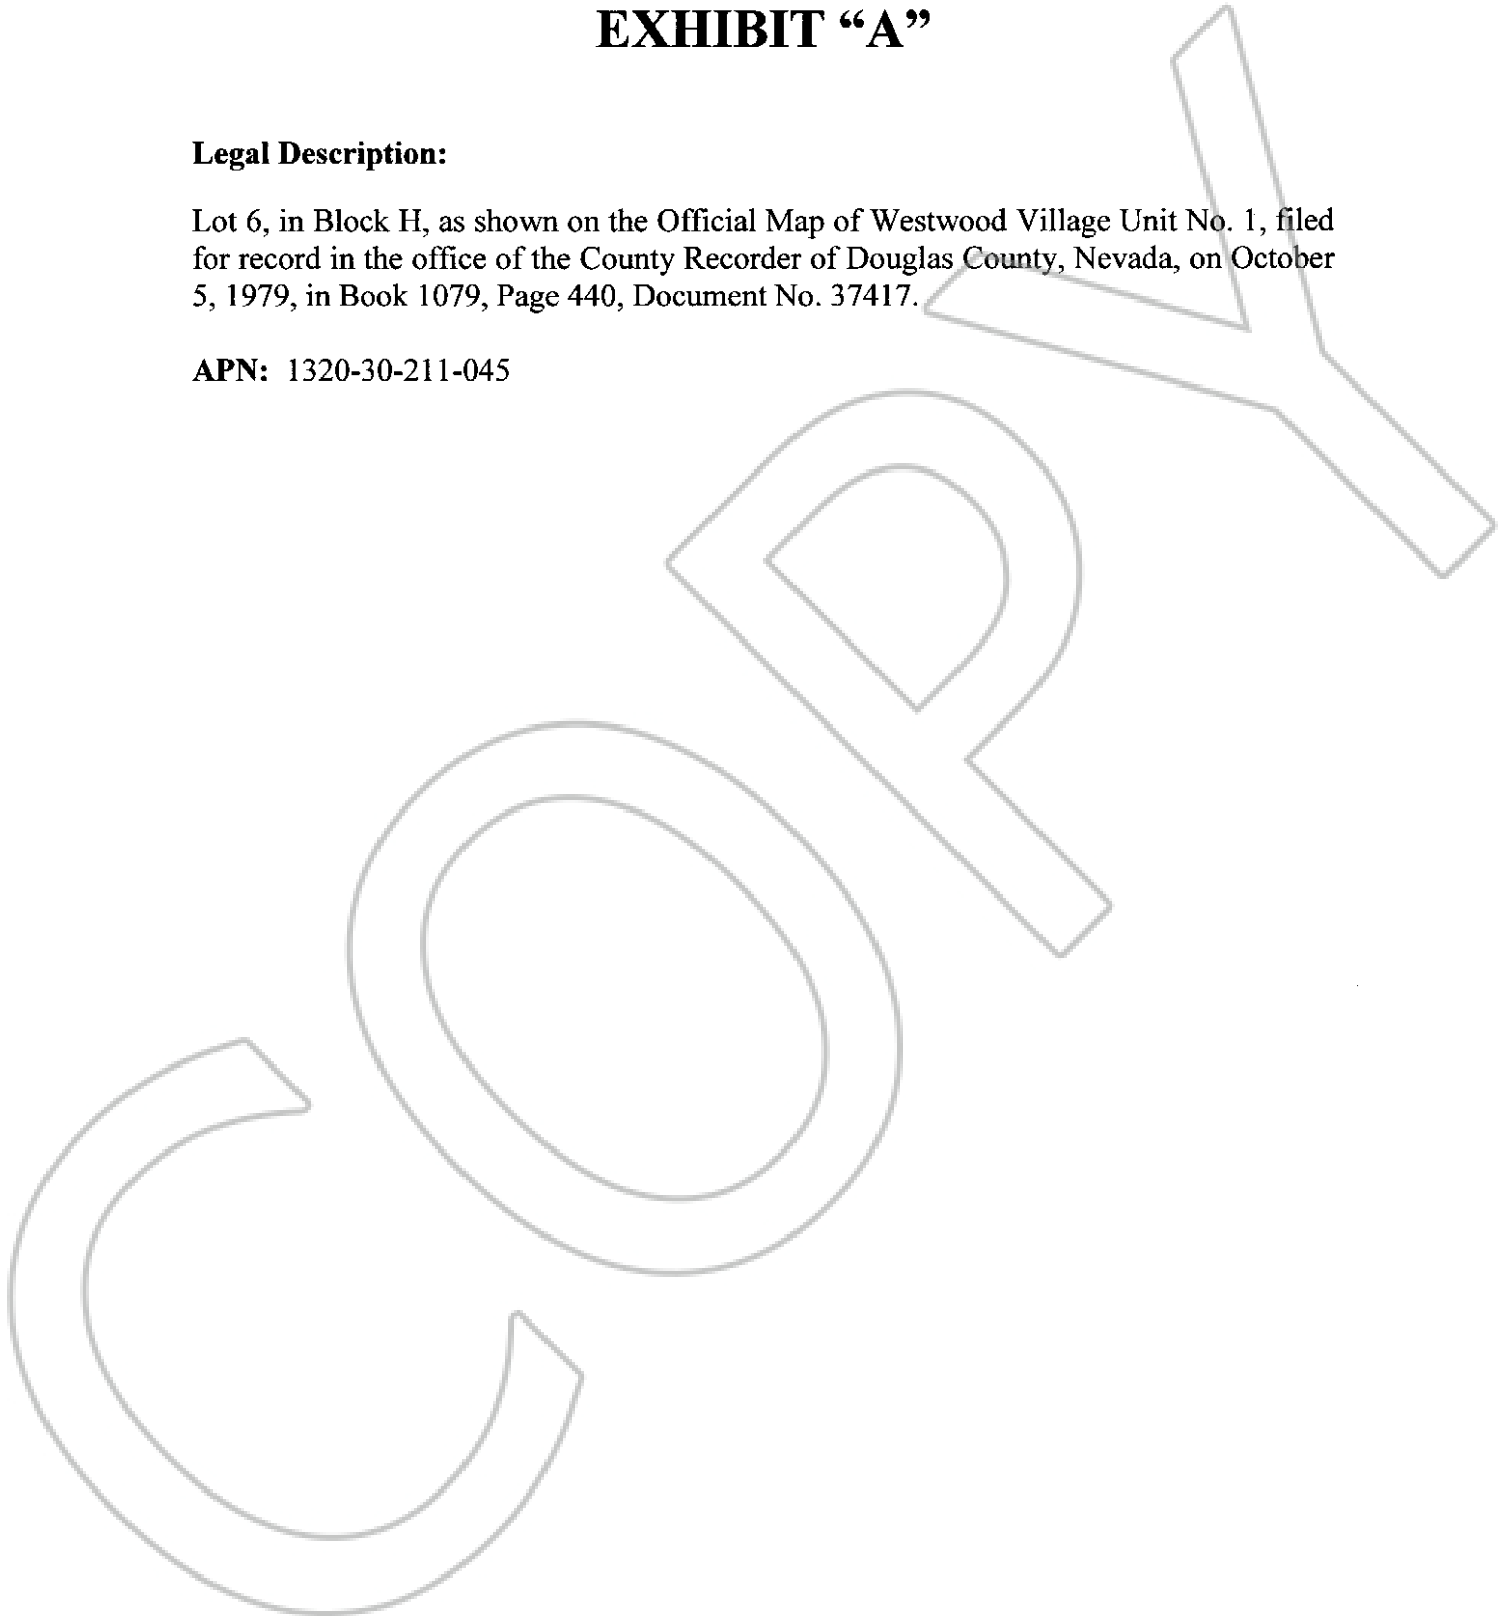 EXHIBIT “A”
Legal Description:
Lot 6, in Block H, as shown on the Official Map of Westwood Village Unit No. 1, filed
for record in the office of the County Recorder of Douglas County, Nevada, on October
5, 1979, in Book 1079, Page 440, Document No. 37417.
APN: 1320-30-211-045
COPY